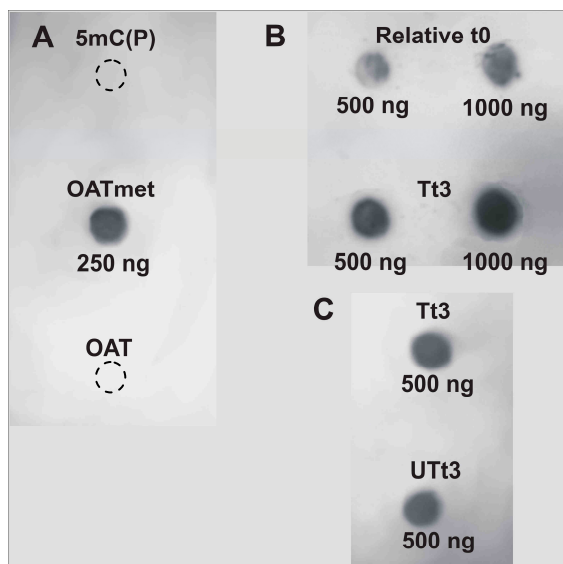 A
5mC(P)
OATmet
250 ng
OAT
B
Relative t0
500 ng 1000 ng
Tt3
500 ng 1000 ng
C
Tt3
500 ng
UTt3
500 ng